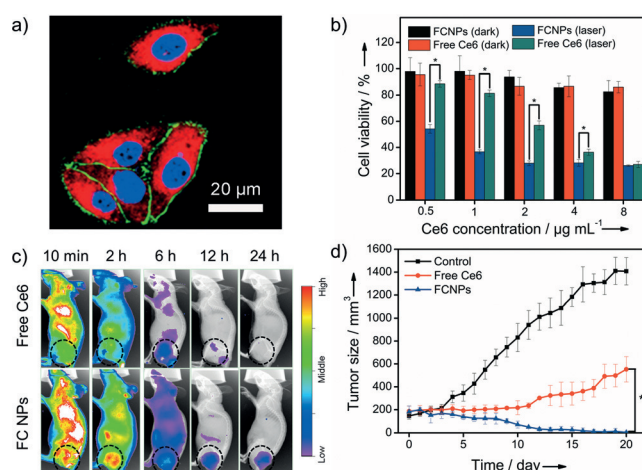 a)
20 μm
b)
FCNPs (dark) FCNPs (laser)
Free Ce6 (dark) Free Ce6 (laser)
Cell viability / %
120
100
80
60
40
20
0
* * * *
0.5 1 2 4 8
Ce6 concentration / μg mL⁻¹
c)
10 min 2 h 6 h 12 h 24 h
Free Ce6
FC NPs
High
Middle
Low
d)
Control
Free Ce6
FCNPs
Tumor size / mm³
1600
1400
1200
1000
800
600
400
200
0
*
0 5 10 15 20
Time / day